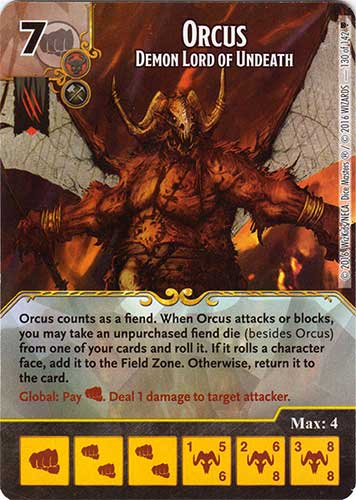 7
Orcus
Demon Lord of Undeath
130 of 142
© 2016 WizKids/NECA. Dice Masters ® / © 2016 WIZARDS
Orcus counts as a fiend. When Orcus attacks or blocks,
you may take an unpurchased fiend die (besides Orcus)
from one of your cards and roll it. If it rolls a character
face, add it to the Field Zone. Otherwise, return it to
the card.
Global: Pay . Deal 1 damage to target attacker.
Max: 4
1 5 6
2 6 8
3 8 8